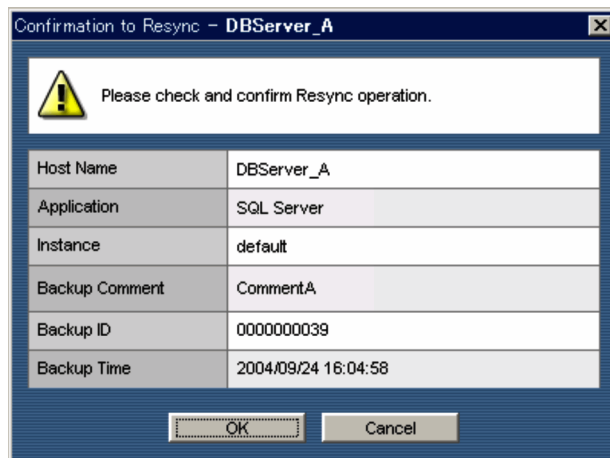 Confirmation to Resync – DBServer_A
Please check and confirm Resync operation.
Host Name DBServer_A
Application SQL Server
Instance default
Backup Comment CommentA
Backup ID 0000000039
Backup Time 2004/09/24 16:04:58
OK Cancel